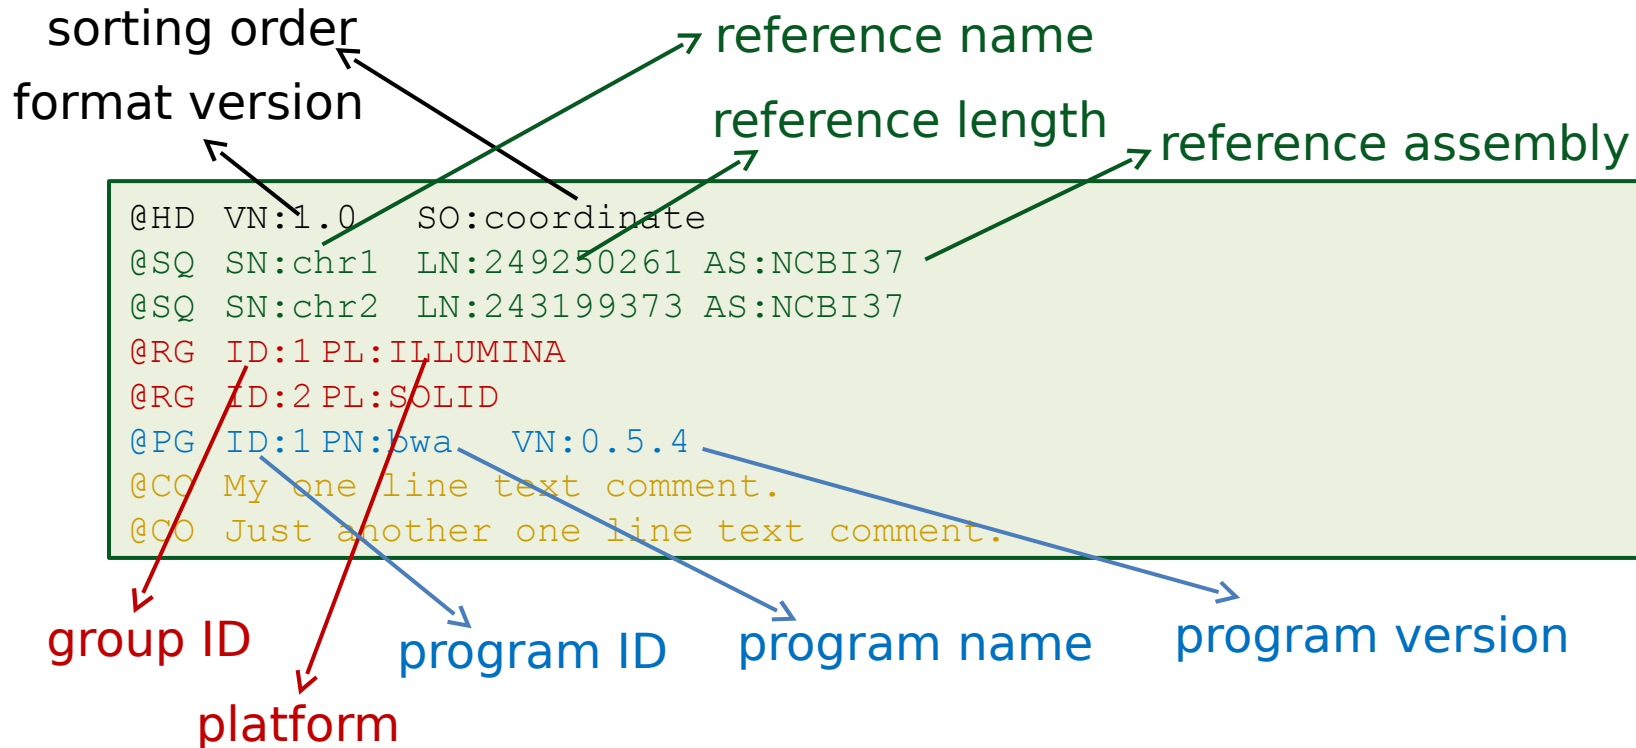 sorting order
reference name
format version
reference length
reference assembly
@HD VN:1.0 SO:coordinate
@SQ SN:chr1 LN:249250261 AS:NCBI37
@SQ SN:chr2 LN:243199373 AS:NCBI37
@RG ID:1 PL:ILLUMINA
@RG ID:2 PL:SOLID
@PG ID:1 PN:bwa VN:0.5.4
@CO My one line text comment.
@CO Just another one line text comment.
group ID
program ID
program name
program version
platform